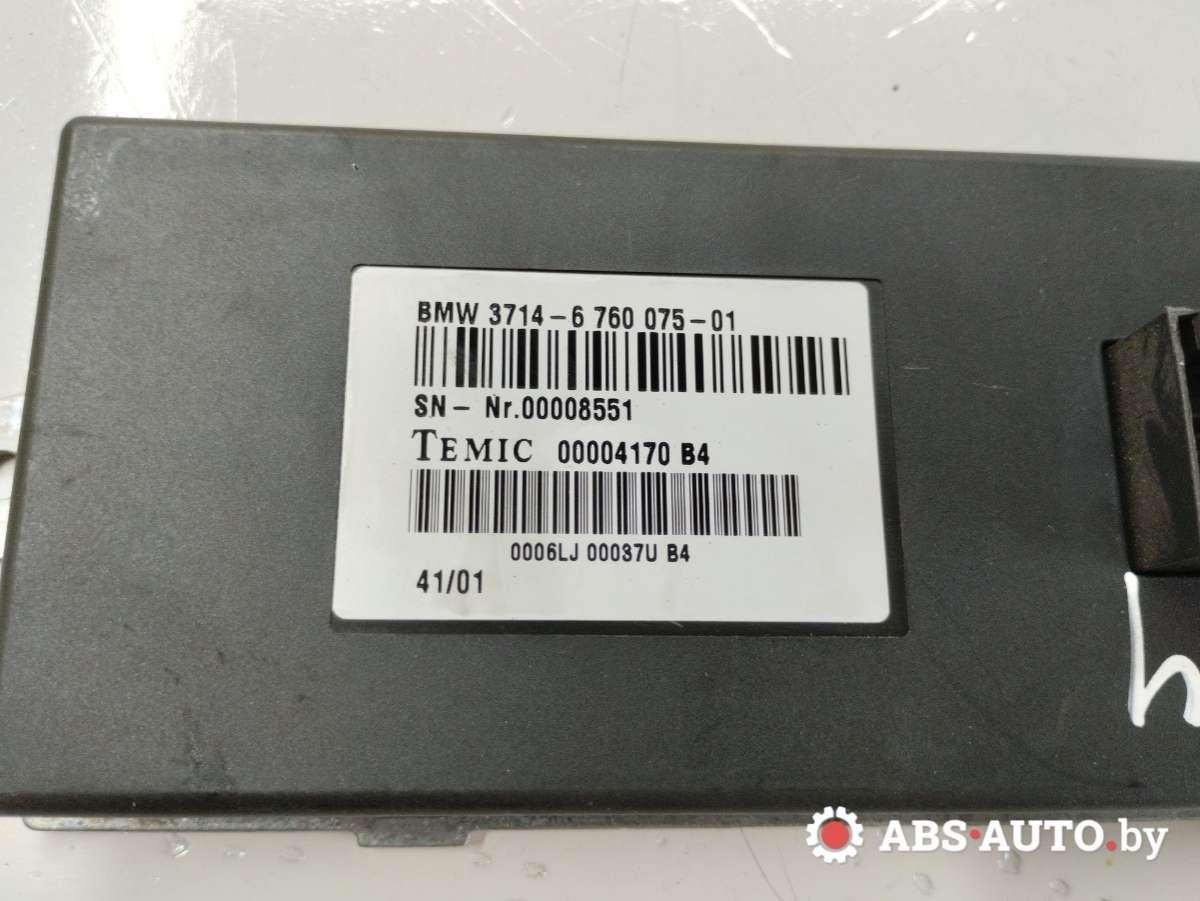 BMW 3714-6 760 075-01
SN- Nr.00008551
TEMIC 00004170 B4
0006LJ 00037U B4
41/01
ABS-AUTO.by